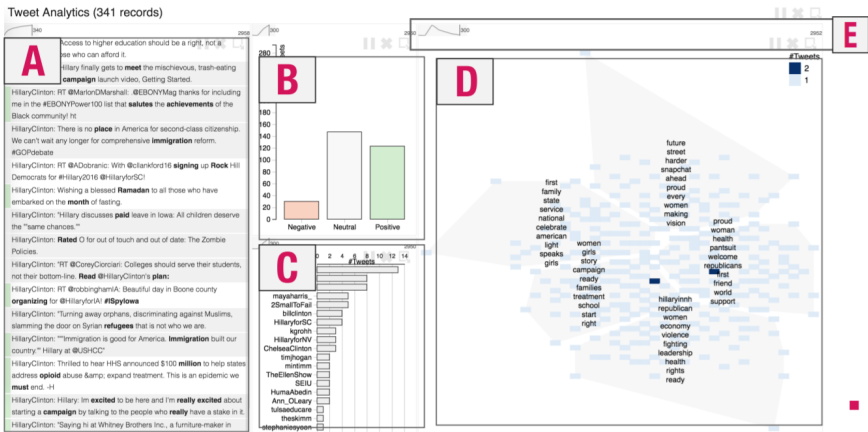 Tweet Analytics (341 records)
340
2958
300
2950
300
2952
A
B
C
D
E
Access to higher education should be a right, not a
ose who can afford it.
Hillary finally gets to meet the mischievous, trash-eating
campaign launch video, Getting Started.
HillaryClinton: RT @MarlonDMarshall: .@EBONYMag thanks for including
me in the #EBONYPower100 list that salutes the achievements of the
Black community! ht
HillaryClinton: There is no place in America for second-class citizenship.
We can't wait any longer for comprehensive immigration reform.
#GOPdebate
HillaryClinton: RT @ADobranic: With @cllankford16 signing up Rock Hill
Democrats for #Hillary2016 @HillaryforSC!
HillaryClinton: Wishing a blessed Ramadan to all those who have
embarked on the month of fasting.
HillaryClinton: "Hillary discusses paid leave in Iowa. All children deserve
the ""same chances.""
HillaryClinton: Rated O for out of touch and out of date: The Zombie
Policies.
HillaryClinton: "RT @CoreyCiorciari: Colleges should serve their students,
not their bottom-line. Read @HillaryClinton's plan:
HillaryClinton: RT @robbinghamIA: Beautiful day in Boone county
organizing for @HillaryforIA! #ISpyIowa
HillaryClinton: "Turning away orphans, discriminating against Muslims,
slamming the door on Syrian refugees that is not who we are.
HillaryClinton: """Immigration is good for America. Immigration built our
country."" Hillary at @USHCC"
HillaryClinton: Thrilled to hear HHS announced $100 million to help states
address opioid abuse &amp; expand treatment. This is an epidemic we
must end. -H
HillaryClinton: Hillary: Im excited to be here and I'm really excited about
starting a campaign by talking to the people who really have a stake in it.
HillaryClinton: "Saying hi at Whitney Brothers Inc., a furniture-maker in
280
180
160
140
120
100
80
60
40
20
0
Negative
Neutral
Positive
#Tweets
0 2 4 6 8 10 12 14
mayaharris_
2SmallToFail
billclinton
HillaryforSC
kgrohh
HillaryforNV
ChelseaClinton
timjhogan
mintimm
TheEllenShow
SEIU
HumaAbedin
Ann_OLeary
tulsaeducare
theskimm
#Tweets
2
1
first
family
state
service
national
celebrate
american
light
speaks
girls
women
girls
story
campaign
ready
families
treatment
school
start
right
future
street
harder
snapchat
ahead
proud
every
women
making
vision
proud
woman
health
pantsuit
welcome
republicans
first
friend
world
support
hillaryinnh
republican
women
economy
violence
fighting
leadership
health
rights
ready